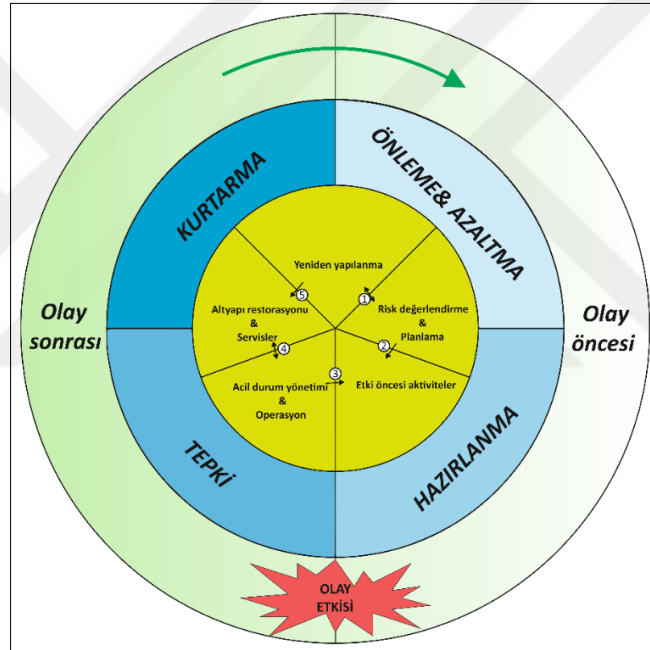 KURTARMA
ÖNLEME& AZALTMA
Yeniden yapılanma
5
1
Altyapı restorasyonu
&
Servisler
Risk değerlendirme
&
Planlama
Olay
sonrası
Olay
öncesi
4
2
3
Acil durum yönetimi
&
Operasyon
Etki öncesi aktiviteler
TEPKİ
HAZIRLANMA
OLAY
ETKİSİ